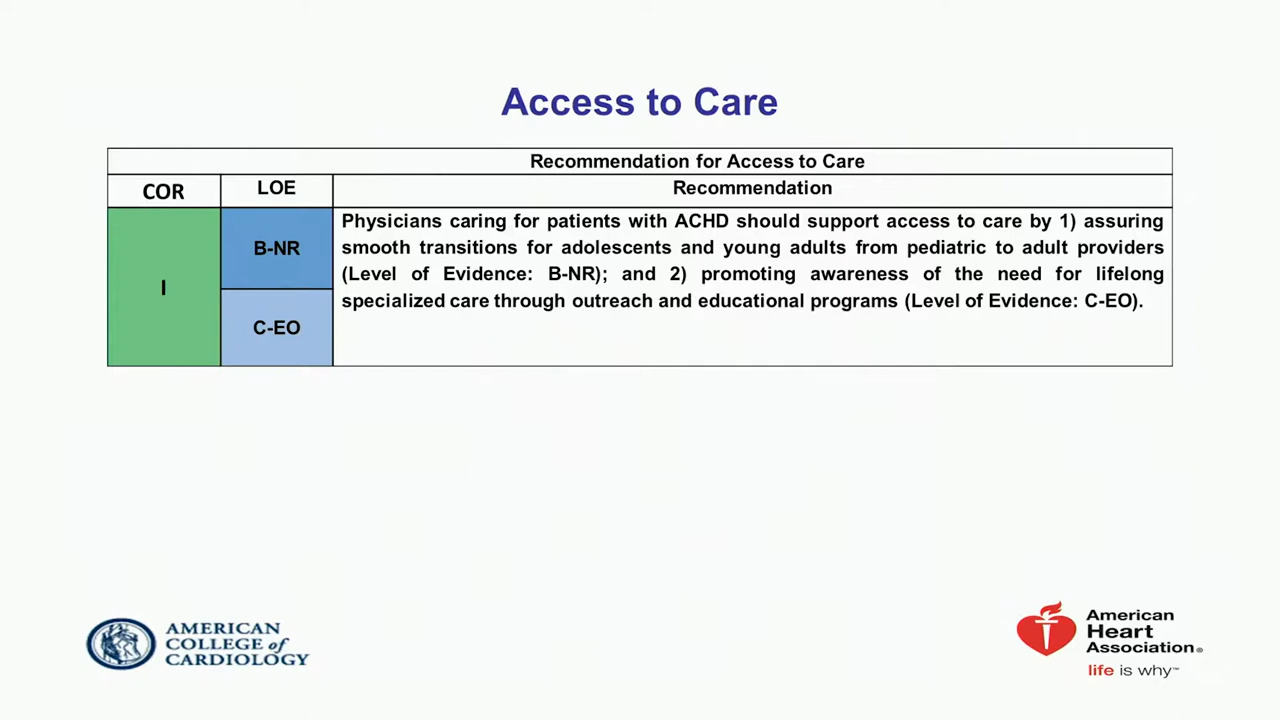 Access to Care
Recommendation for Access to Care
COR
LOE
Recommendation
I
B-NR
C-EO
Physicians caring for patients with ACHD should support access to care by 1) assuring
smooth transitions for adolescents and young adults from pediatric to adult providers
(Level of Evidence: B-NR); and 2) promoting awareness of the need for lifelong
specialized care through outreach and educational programs (Level of Evidence: C-EO).
AMERICAN
COLLEGE of
CARDIOLOGY
American
Heart
Association®
life is why™